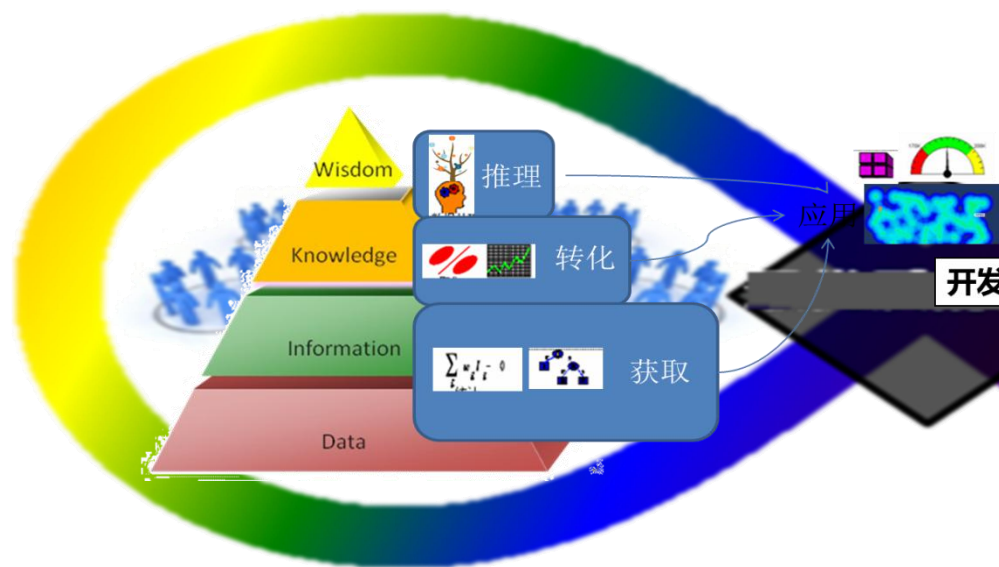 Wisdom
推理
应用
Knowledge
转化
开发
Information
获取
Data